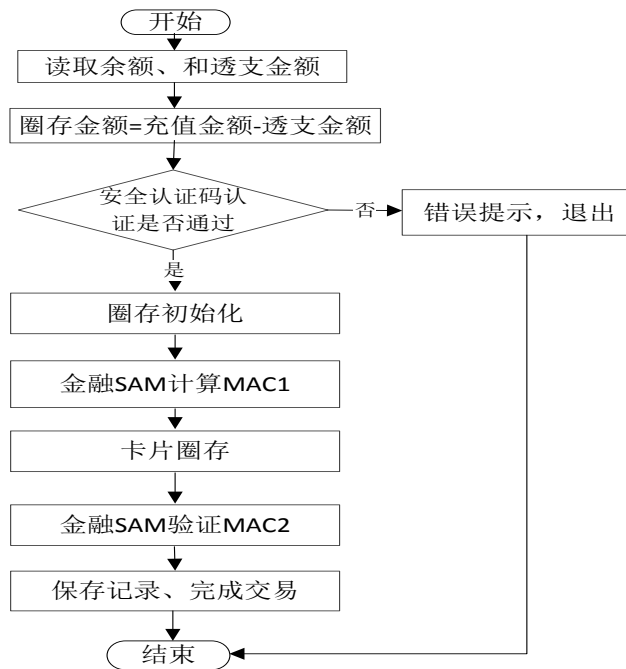 开始
读取余额、和透支金额
圈存金额=充值金额-透支金额
安全认证码认
证是否通过
否
错误提示，退出
是
圈存初始化
金融SAM计算MAC1
卡片圈存
金融SAM验证MAC2
保存记录、完成交易
结束